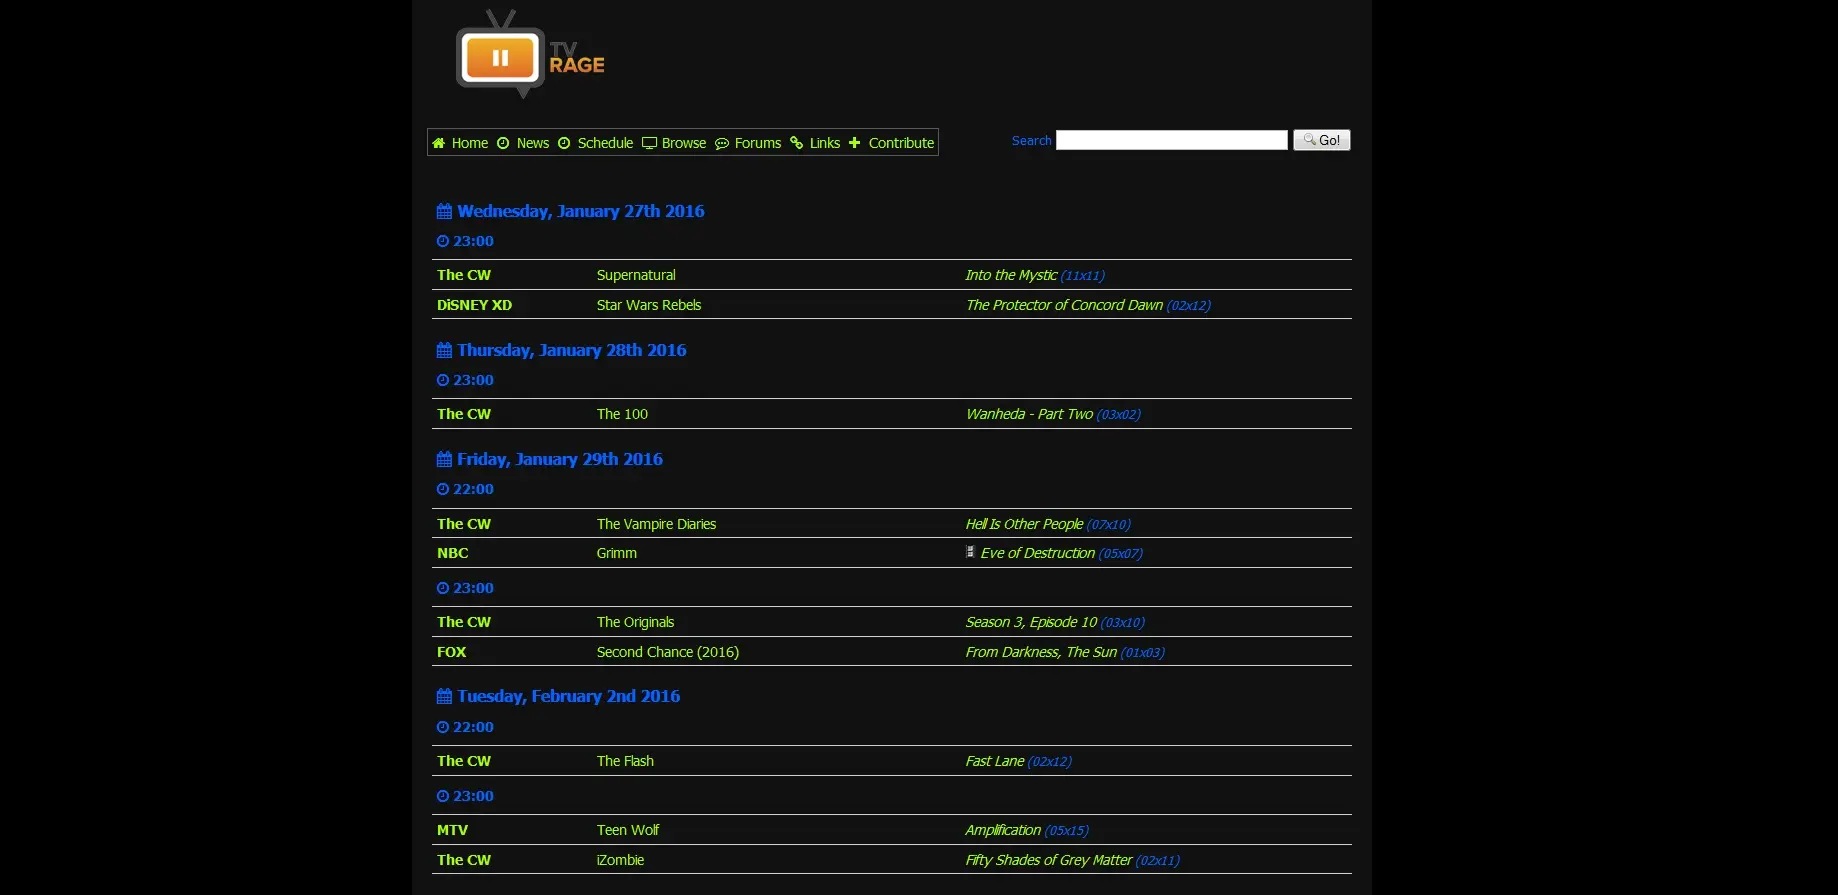 TV
RAGE
Home News Schedule Browse Forums Links Contribute
Search Go!
Wednesday, January 27th 2016
23:00
The CW Supernatural Into the Mystic (11x11)
DiSNEY XD Star Wars Rebels The Protector of Concord Dawn (02x12)
Thursday, January 28th 2016
23:00
The CW The 100 Wanheda - Part Two (03x02)
Friday, January 29th 2016
22:00
The CW The Vampire Diaries Hell Is Other People (07x10)
NBC Grimm Eve of Destruction (05x07)
23:00
The CW The Originals Season 3, Episode 10 (03x10)
FOX Second Chance (2016) From Darkness, The Sun (01x03)
Tuesday, February 2nd 2016
22:00
The CW The Flash Fast Lane (02x12)
23:00
MTV Teen Wolf Amplification (05x15)
The CW iZombie Fifty Shades of Grey Matter (02x11)